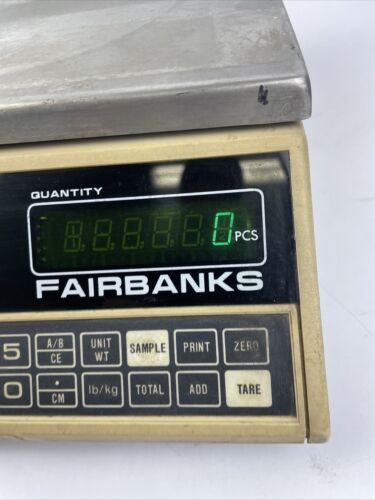 QUANTITY
0 PCS
FAIRBANKS
5 A/B CE UNIT WT SAMPLE PRINT ZERO
0 • CM lb/kg TOTAL ADD TARE